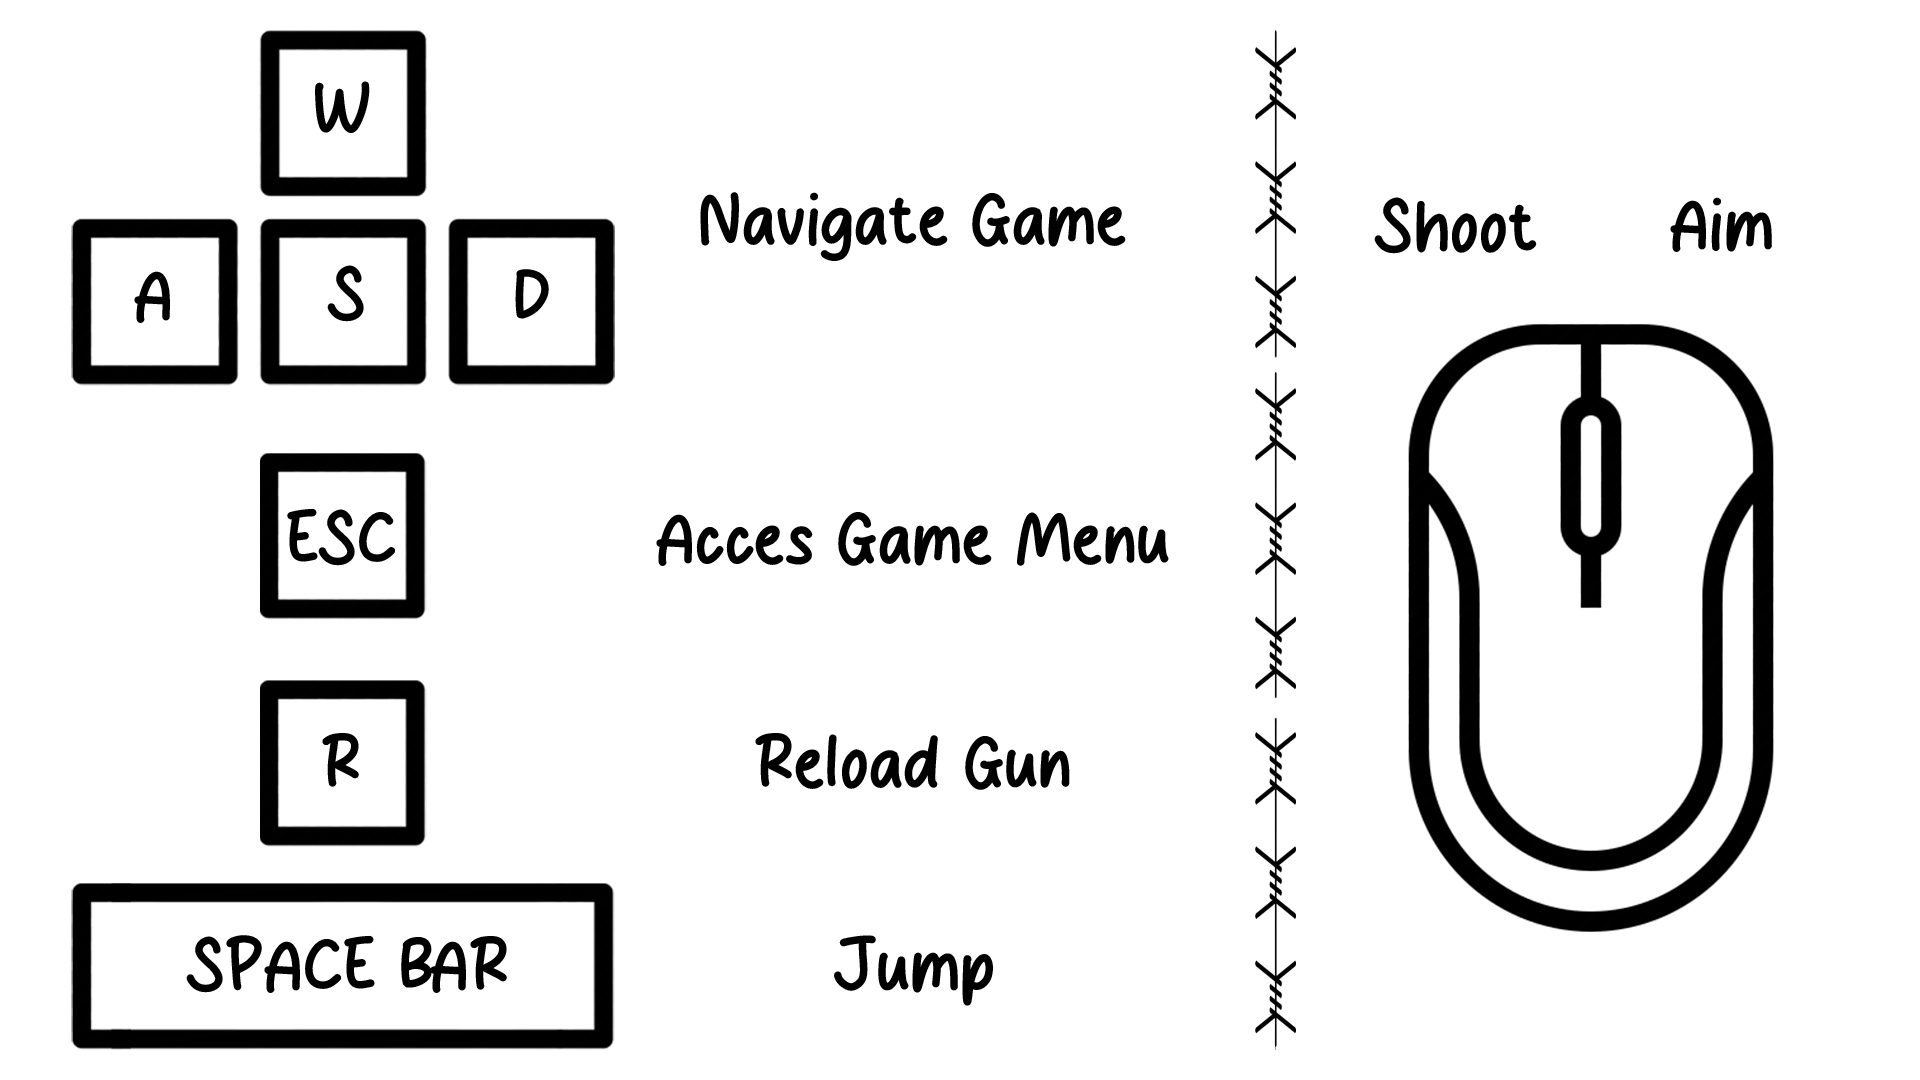 W
A S D
Navigate Game
ESC
Acces Game Menu
R
Reload Gun
SPACE BAR
Jump
Shoot Aim